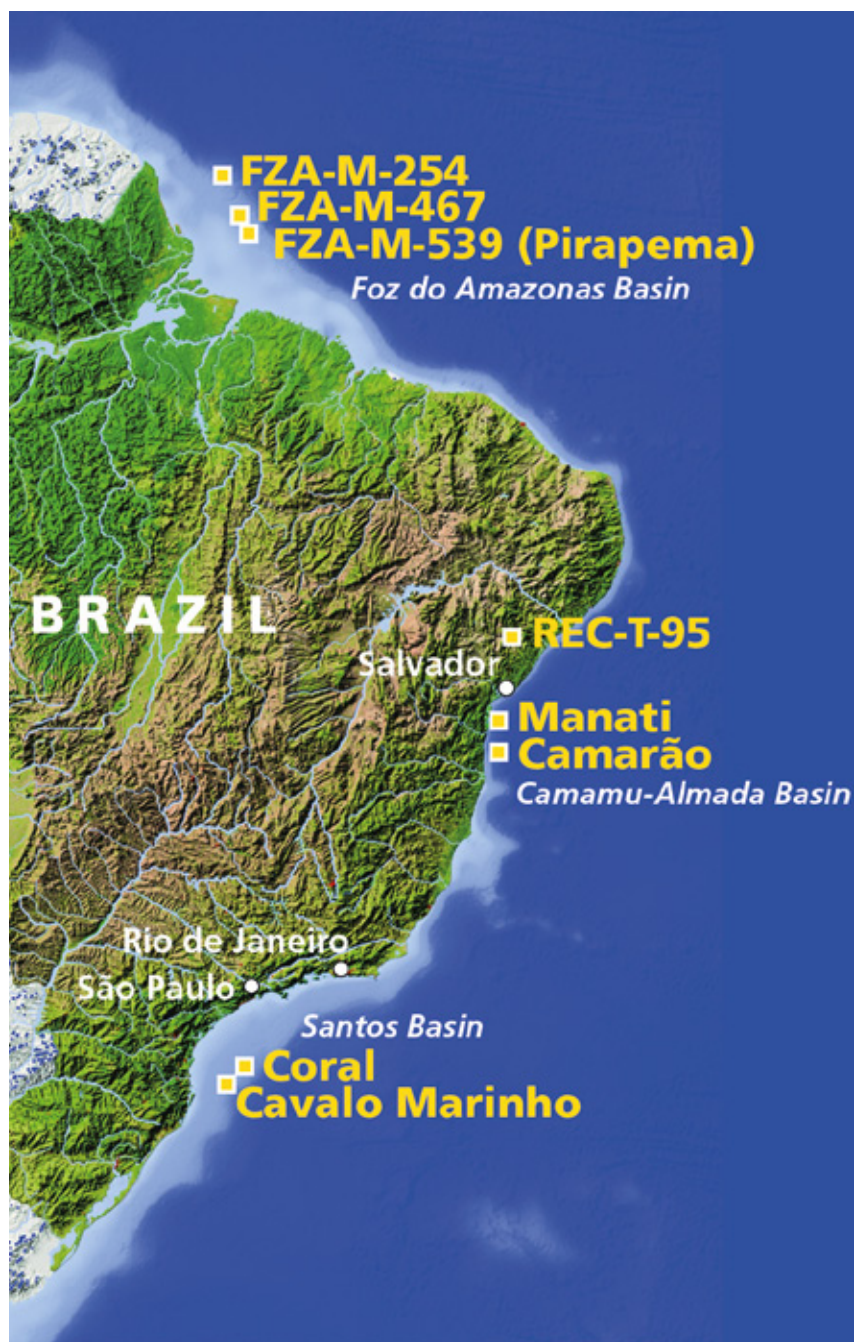 FZA-M-254
FZA-M-467
FZA-M-539 (Pirapema)
Foz do Amazonas Basin
BRAZIL
REC-T-95
Salvador
Manati
Camarão
Camamu-Almada Basin
Rio de Janeiro
São Paulo
Santos Basin
Coral
Cavalo Marinho